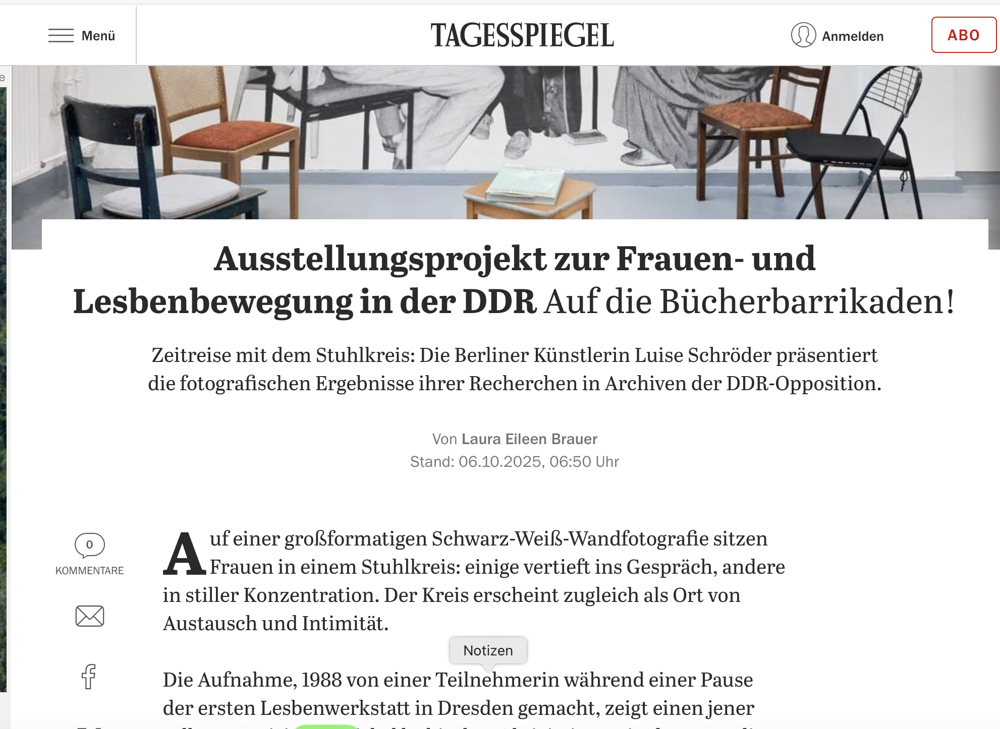 Menü
TAGESSPIEGEL
Anmelden
ABO
e
Ausstellungsprojekt zur Frauen- und
Lesbenbewegung in der DDR Auf die Bücherbarrikaden!
Zeitreise mit dem Stuhlkreis: Die Berliner Künstlerin Luise Schröder präsentiert
die fotografischen Ergebnisse ihrer Recherchen in Archiven der DDR-Opposition.
Von Laura Eileen Brauer
Stand: 06.10.2025, 06:50 Uhr
0
KOMMENTARE
Auf einer großformatigen Schwarz-Weiß-Wandfotografie sitzen
Frauen in einem Stuhlkreis: einige vertieft ins Gespräch, andere
in stiller Konzentration. Der Kreis erscheint zugleich als Ort von
Austausch und Intimität.
Notizen
Die Aufnahme, 1988 von einer Teilnehmerin während einer Pause
der ersten Lesbenwerkstatt in Dresden gemacht, zeigt einen jener